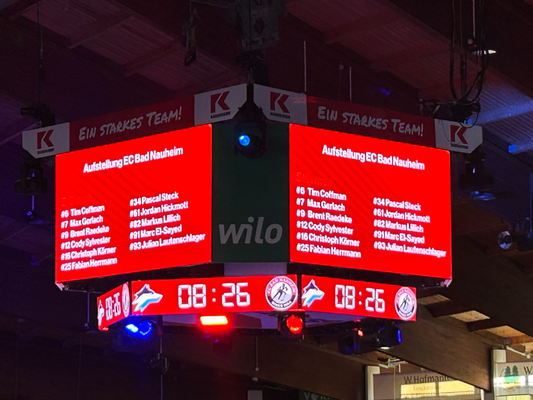 EIN STARKES TEAM!
K
K
EIN STARKES TEAM!
K
Aufstellung EC Bad Nauheim
#6 Tim Coffman
#7 Max Gerlach
#9 Brent Raedeke
#12 Cody Sylvester
#16 Christoph Körner
#25 Fabian Herrmann
#34 Pascal Steck
#61 Jordan Hickmott
#82 Markus Lillich
#91 Marc El-Sayed
#93 Julian Lautenschlager
wilo
Aufstellung EC Bad Nauheim
#6 Tim Coffman
#7 Max Gerlach
#9 Brent Raedeke
#12 Cody Sylvester
#16 Christoph Körner
#25 Fabian Herrmann
#34 Pascal Steck
#61 Jordan Hickmott
#82 Markus Lillich
#91 Marc El-Sayed
#93 Julian Lautenschlager
08:26
08:26
08:26
W.Hofmann